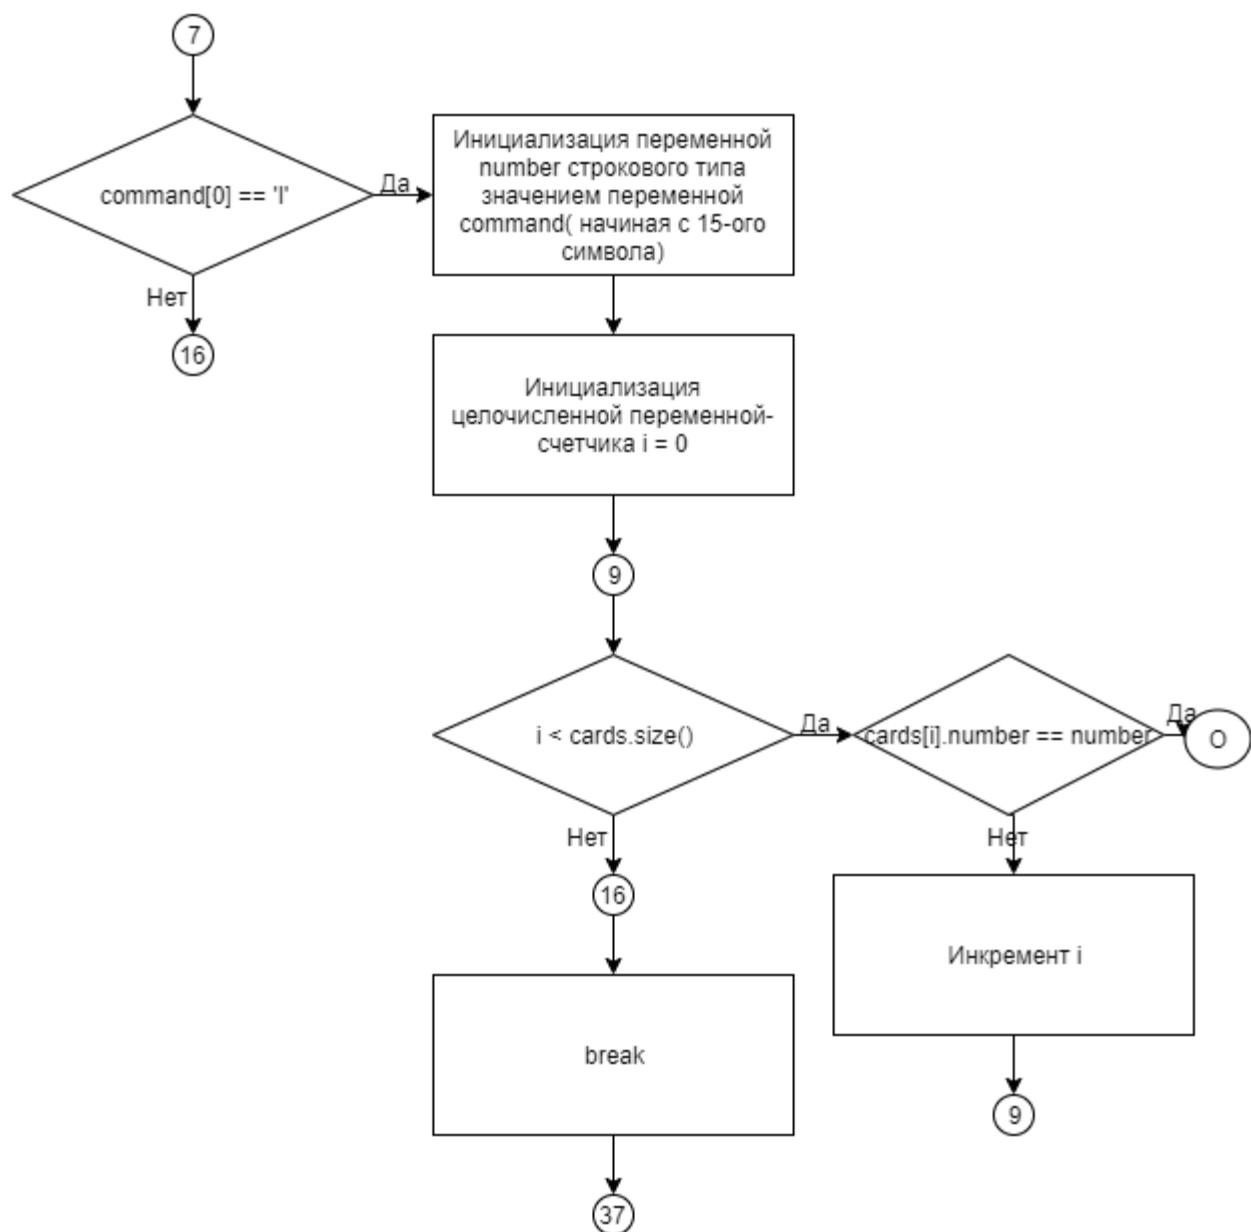 7
command[0] == 'I'
Да
Инициализация переменной
number строкового типа
значением переменной
command( начиная с 15-ого
символа)
Нет
16
Инициализация
целочисленной переменной-
счетчика i = 0
9
i < cards.size()
Да
cards[i].number == number
Да
O
Нет
16
Нет
Инкремент i
break
9
37